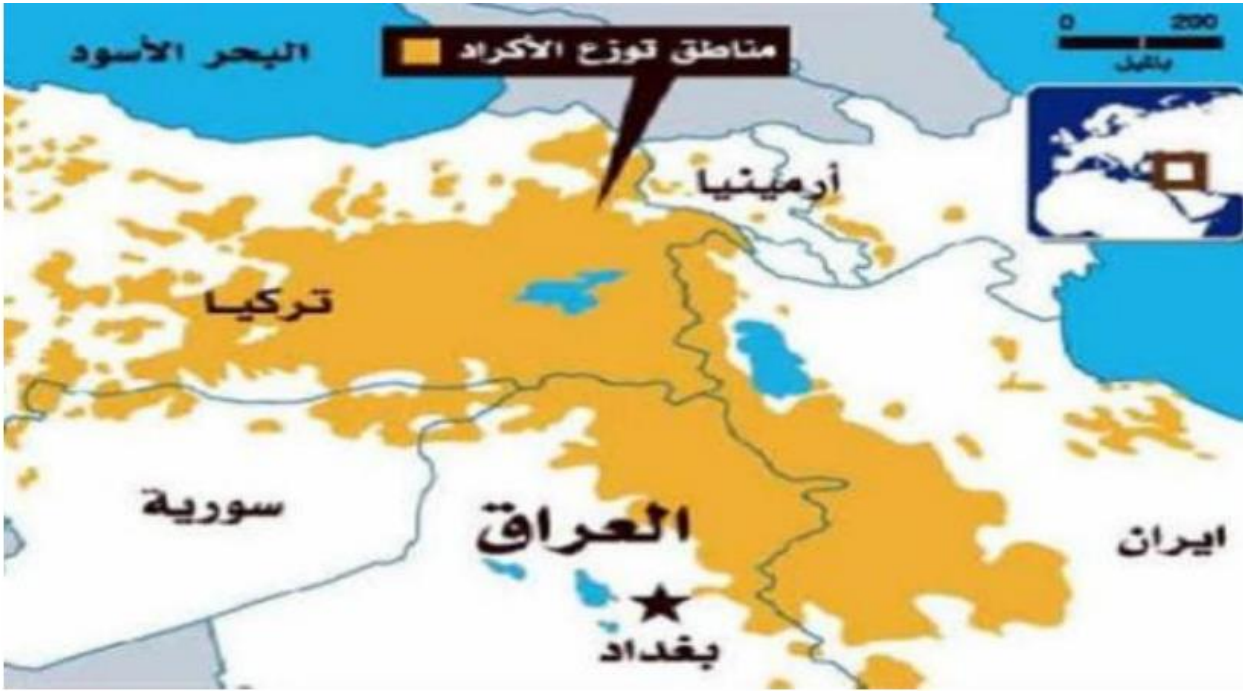 البحر الأسود
مناطق توزع الأكراد
0 200
بالميل
أرمينيا
تركيا
سورية
العراق
ايران
بغداد